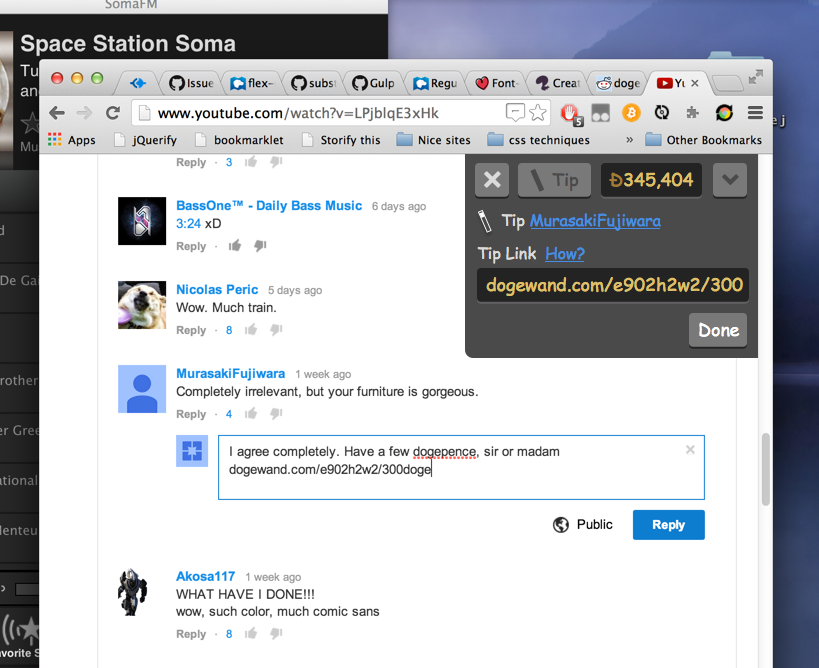 SomaFM
Space Station Soma
Tu
and
Mu
Issue
flex-
subst
Gulp
Regu
Font-
Creat
doge
Yu
www.youtube.com/watch?v=LPjblqE3xHk
5
Apps
jQuerify
bookmarklet
Storify this
Nice sites
css techniques
»
Other Bookmarks
Reply · 3
BassOne™ - Daily Bass Music 6 days ago
3:24 xD
Reply ·
Nicolas Peric 5 days ago
Wow. Much train.
Reply · 8
MurasakiFujiwara 1 week ago
Completely irrelevant, but your furniture is gorgeous.
Reply · 4
I agree completely. Have a few dogepence, sir or madam
dogewand.com/e902h2w2/300doge
Public
Reply
Akosa117 1 week ago
WHAT HAVE I DONE!!!
wow, such color, much comic sans
Reply · 8
Tip
Ð345,404
Tip MurasakiFujiwara
Tip Link How?
dogewand.com/e902h2w2/300
Done
d
De Ga
rother
er Gree
ational
lenteu
avorite S